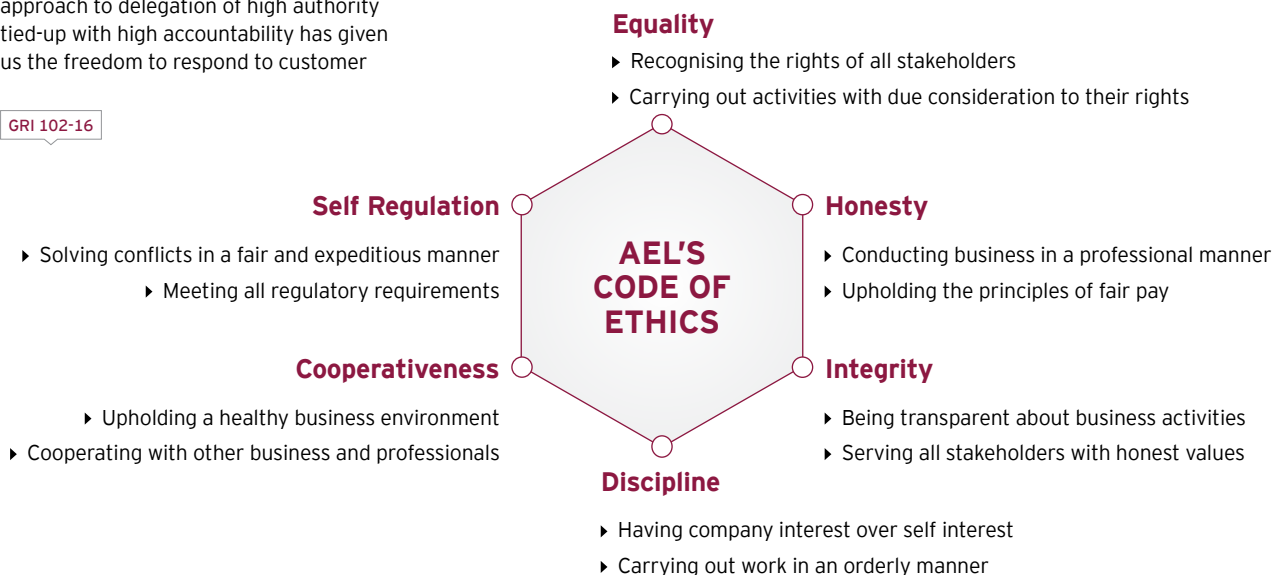 approach to delegation of high authority
tied-up with high accountability has given
us the freedom to respond to customer
GRI 102-16
Equality
Recognising the rights of all stakeholders
Carrying out activities with due consideration to their rights
Self Regulation
Solving conflicts in a fair and expeditious manner
Meeting all regulatory requirements
Honesty
Conducting business in a professional manner
Upholding the principles of fair pay
AEL'S
CODE OF
ETHICS
Cooperativeness
Upholding a healthy business environment
Cooperating with other business and professionals
Integrity
Being transparent about business activities
Serving all stakeholders with honest values
Discipline
Having company interest over self interest
Carrying out work in an orderly manner